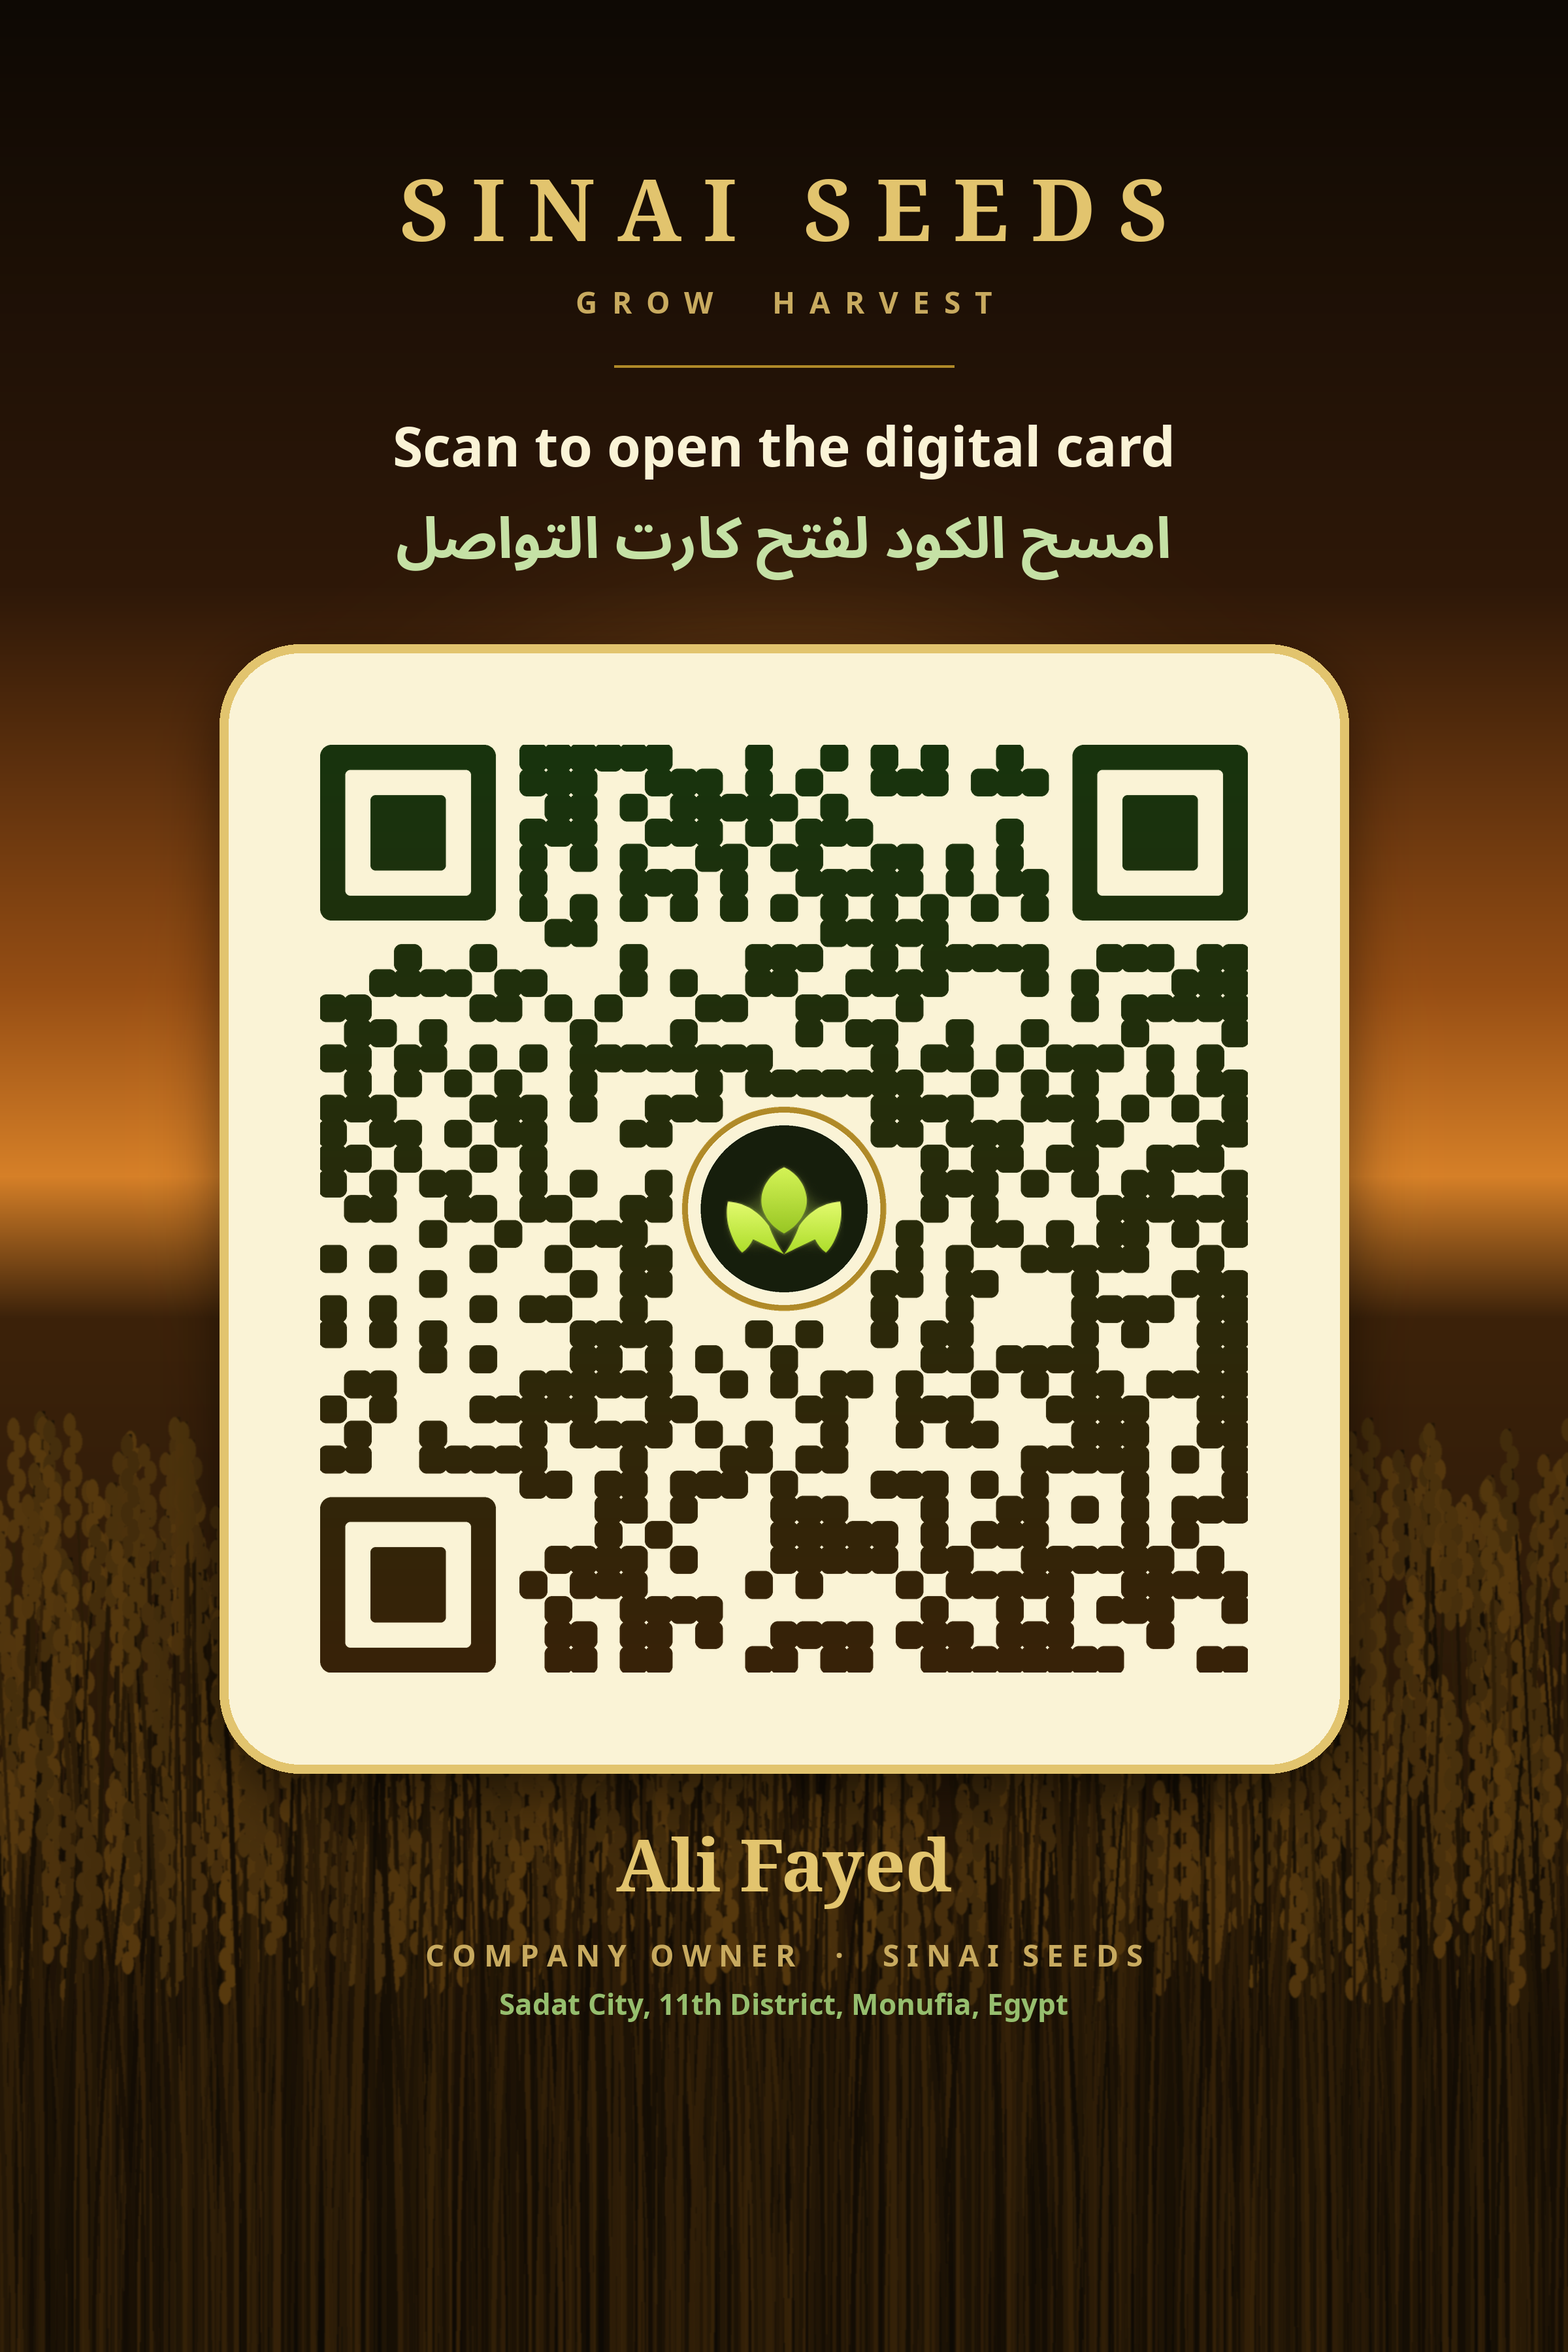 SINAI SEEDS
GROW HARVEST
Scan to open the digital card
امسح الكود لفتح كارت التواصل
Ali Fayed
COMPANY OWNER · SINAI SEEDS
Sadat City, 11th District, Monufia, Egypt